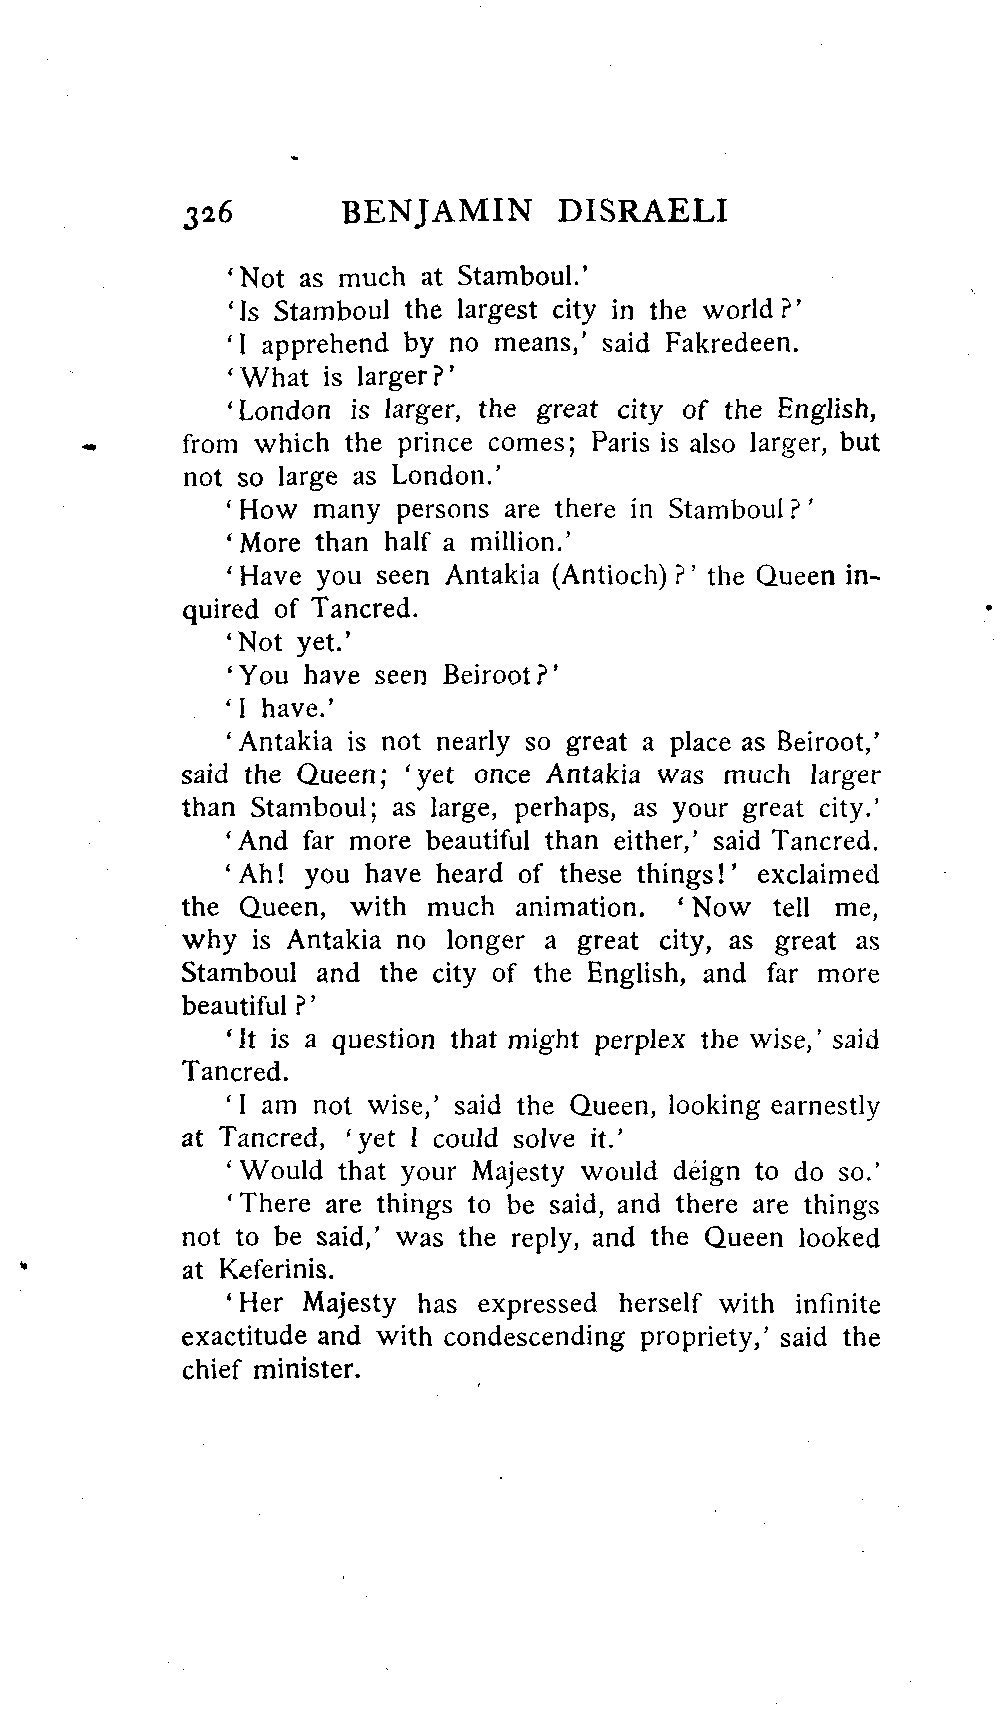 326 BENJAMIN DISRAELI
‘Not as much at Stamboul.’
‘Is Stamboul the largest city in the world?’
‘I apprehend by no means,’ said Fakredeen.
‘What is larger?’
‘London is larger, the great city of the English,
from which the prince comes; Paris is also larger, but
not so large as London.’
‘How many persons are there in Stamboul?’
‘More than half a million.’
‘Have you seen Antakia (Antioch)?’ the Queen in-
quired of Tancred.
‘Not yet.’
‘You have seen Beiroot?’
‘I have.’
‘Antakia is not nearly so great a place as Beiroot,’
said the Queen; ‘yet once Antakia was much larger
than Stamboul; as large, perhaps, as your great city.’
‘And far more beautiful than either,’ said Tancred.
‘Ah! you have heard of these things!’ exclaimed
the Queen, with much animation. ‘Now tell me,
why is Antakia no longer a great city, as great as
Stamboul and the city of the English, and far more
beautiful?’
‘It is a question that might perplex the wise,’ said
Tancred.
‘I am not wise,’ said the Queen, looking earnestly
at Tancred, ‘yet I could solve it.’
‘Would that your Majesty would deign to do so.’
‘There are things to be said, and there are things
not to be said,’ was the reply, and the Queen looked
at Keferinis.
‘Her Majesty has expressed herself with infinite
exactitude and with condescending propriety,’ said the
chief minister.